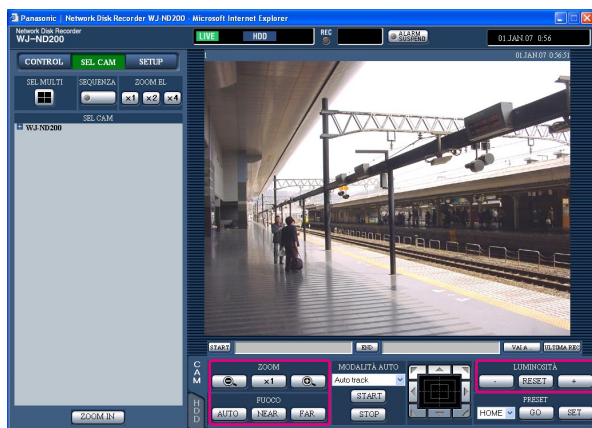 Panasonic | Network Disk Recorder WJ-ND200 - Microsoft Internet Explorer
Network Disk Recorder
WJ-ND200
LIVE HDD REC ALARM SUSPEND 01.JAN.07 0:56
CONTROL SEL CAM SETUP
1 01.JAN.07 0:56:51
SEL MULTI SEQUENZA ZOOM EL
x1 x2 x4
SEL CAM
WJ-ND200
START END VAI A... ULTIMA REC
CAM
HDD
ZOOM MODALITÀ AUTO LUMINOSITÀ
x1 Auto track - RESET +
FUOCO START PRESET
AUTO NEAR FAR STOP HOME GO SET
ZOOM IN